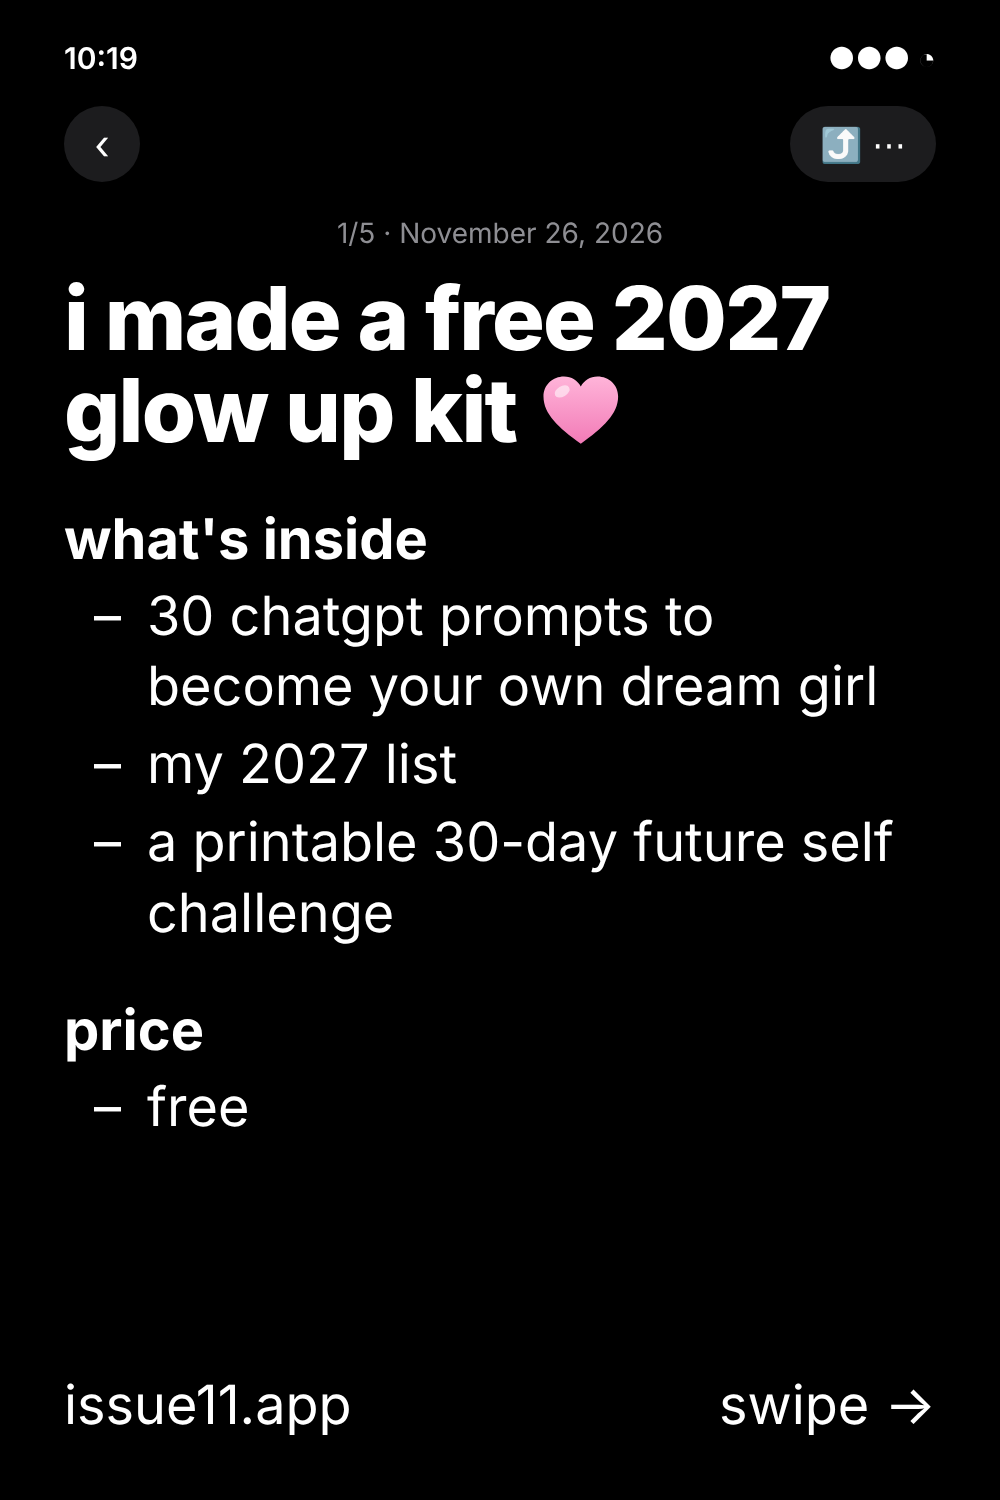 10:19
1/5 · November 26, 2026
i made a free 2027
glow up kit 🩷
what's inside
– 30 chatgpt prompts to
become your own dream girl
– my 2027 list
– a printable 30-day future self
challenge
price
– free
issue11.app
swipe →